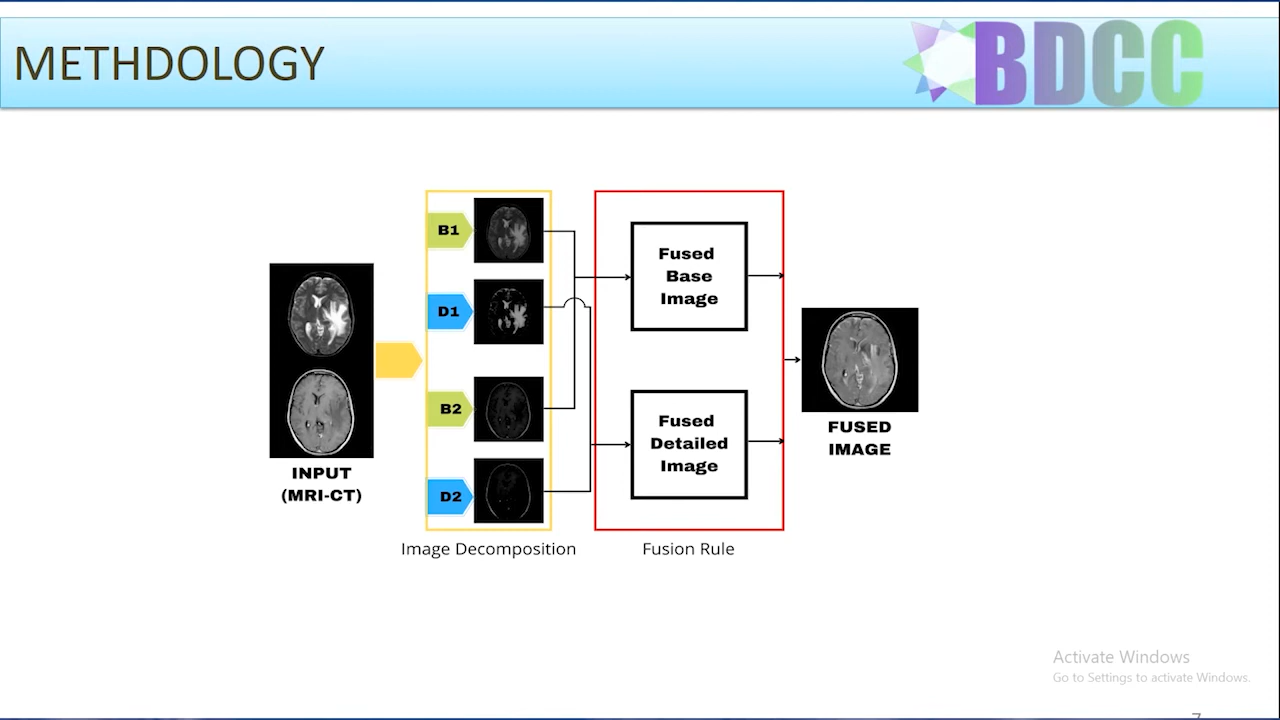 METHDOLOGY
BDCC
B1
D1
B2
D2
INPUT
(MRI-CT)
Image Decomposition
Fused
Base
Image
Fused
Detailed
Image
Fusion Rule
FUSED
IMAGE
Activate Windows
Go to Settings to activate Windows.